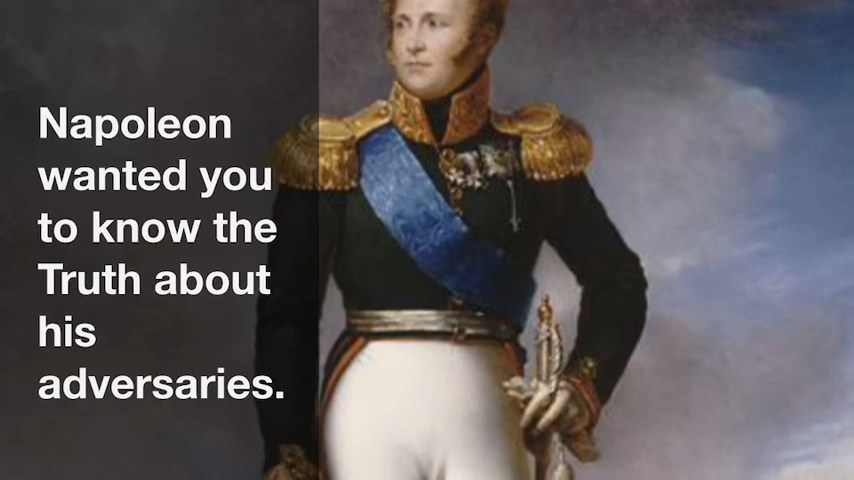 Napoleon
wanted you
to know the
Truth about
his
adversaries.